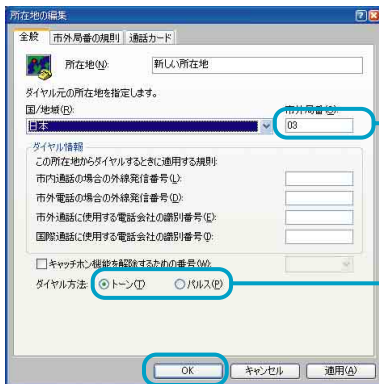 所在地の編集
全般 市外局番の規則 通話カード
所在地(N): 新しい所在地
ダイヤル元の所在地を指定します。
国/地域(R): 市外局番(C):
日本 03
ダイヤル情報
この所在地からダイヤルするときに適用する規則:
市内通話の場合の外線発信番号(L):
市外電話の場合の外線発信番号(D):
市外通話に使用する電話会社の識別番号(E):
国際通話に使用する電話会社の識別番号(I):
キャッチホン機能を解除するための番号(W):
ダイヤル方法: トーン(T) パルス(P)
OK キャンセル 適用(A)